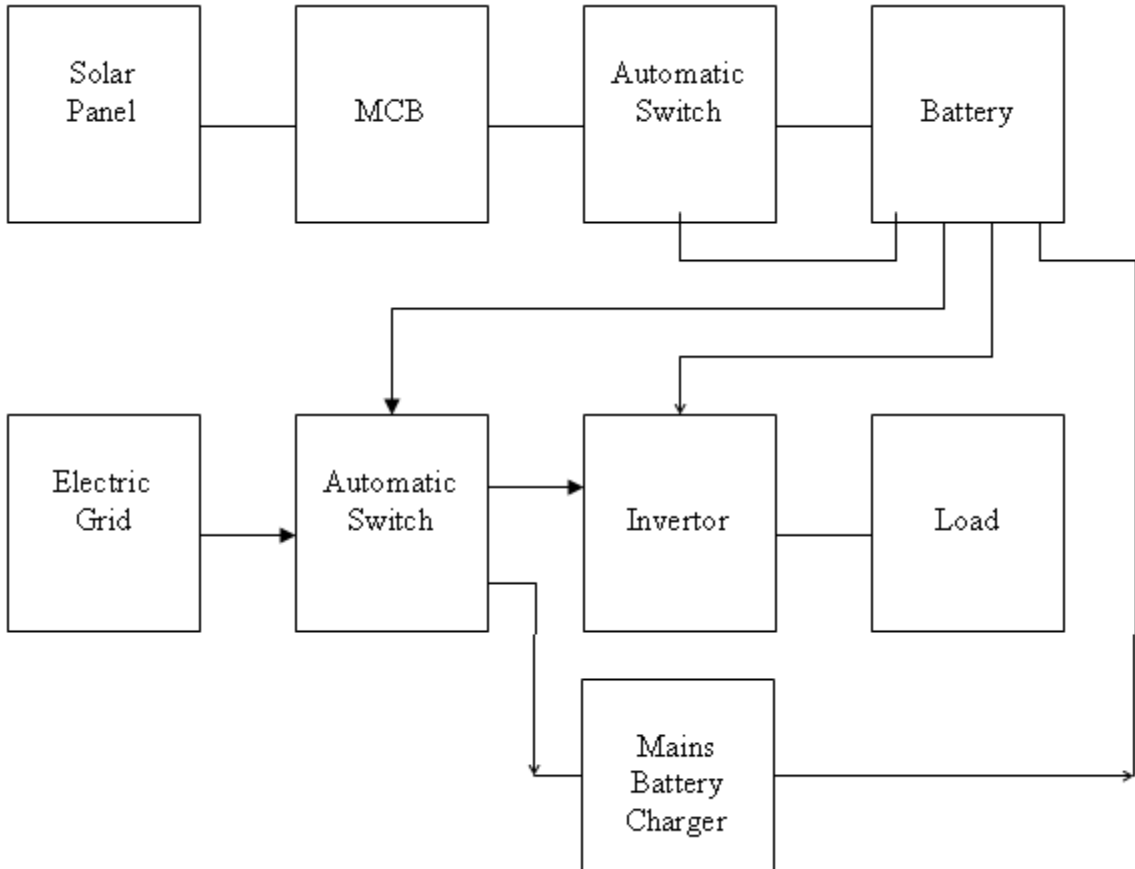 Solar
Panel
MCB
Automatic
Switch
Battery
Electric
Grid
Automatic
Switch
Invertor
Load
Mains
Battery
Charger